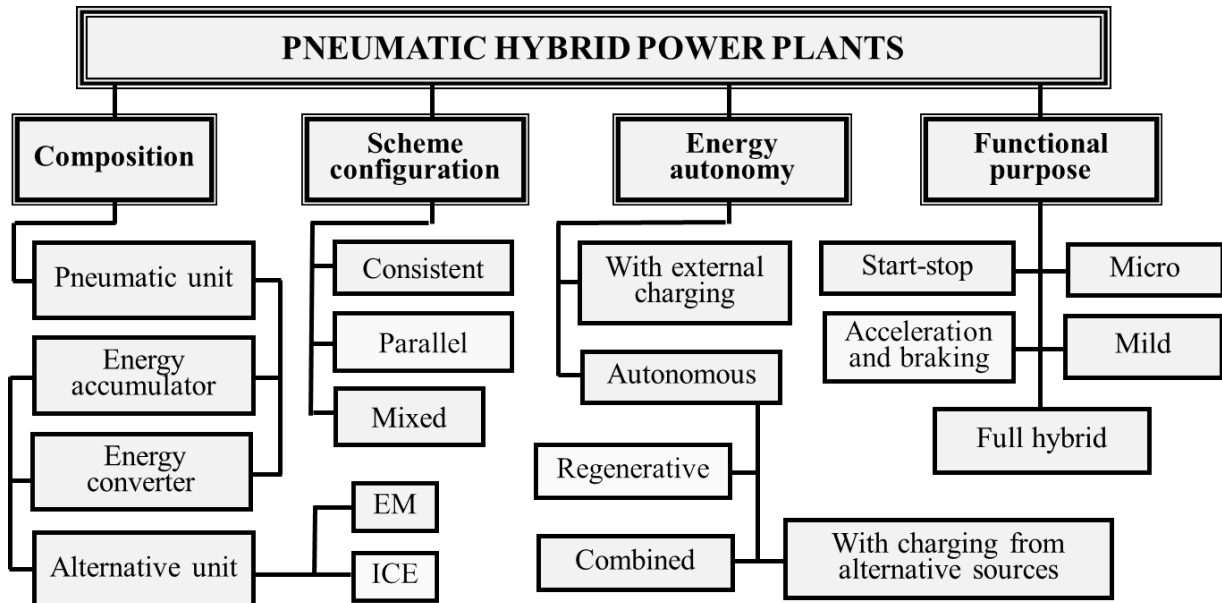 PNEUMATIC HYBRID POWER PLANTS
Composition
Scheme
configuration
Energy
autonomy
Functional
purpose
Pneumatic unit
Energy
accumulator
Energy
converter
Alternative unit
EM
ICE
Consistent
Parallel
Mixed
With external
charging
Autonomous
Regenerative
Combined
With charging from
alternative sources
Start-stop
Micro
Acceleration
and braking
Mild
Full hybrid